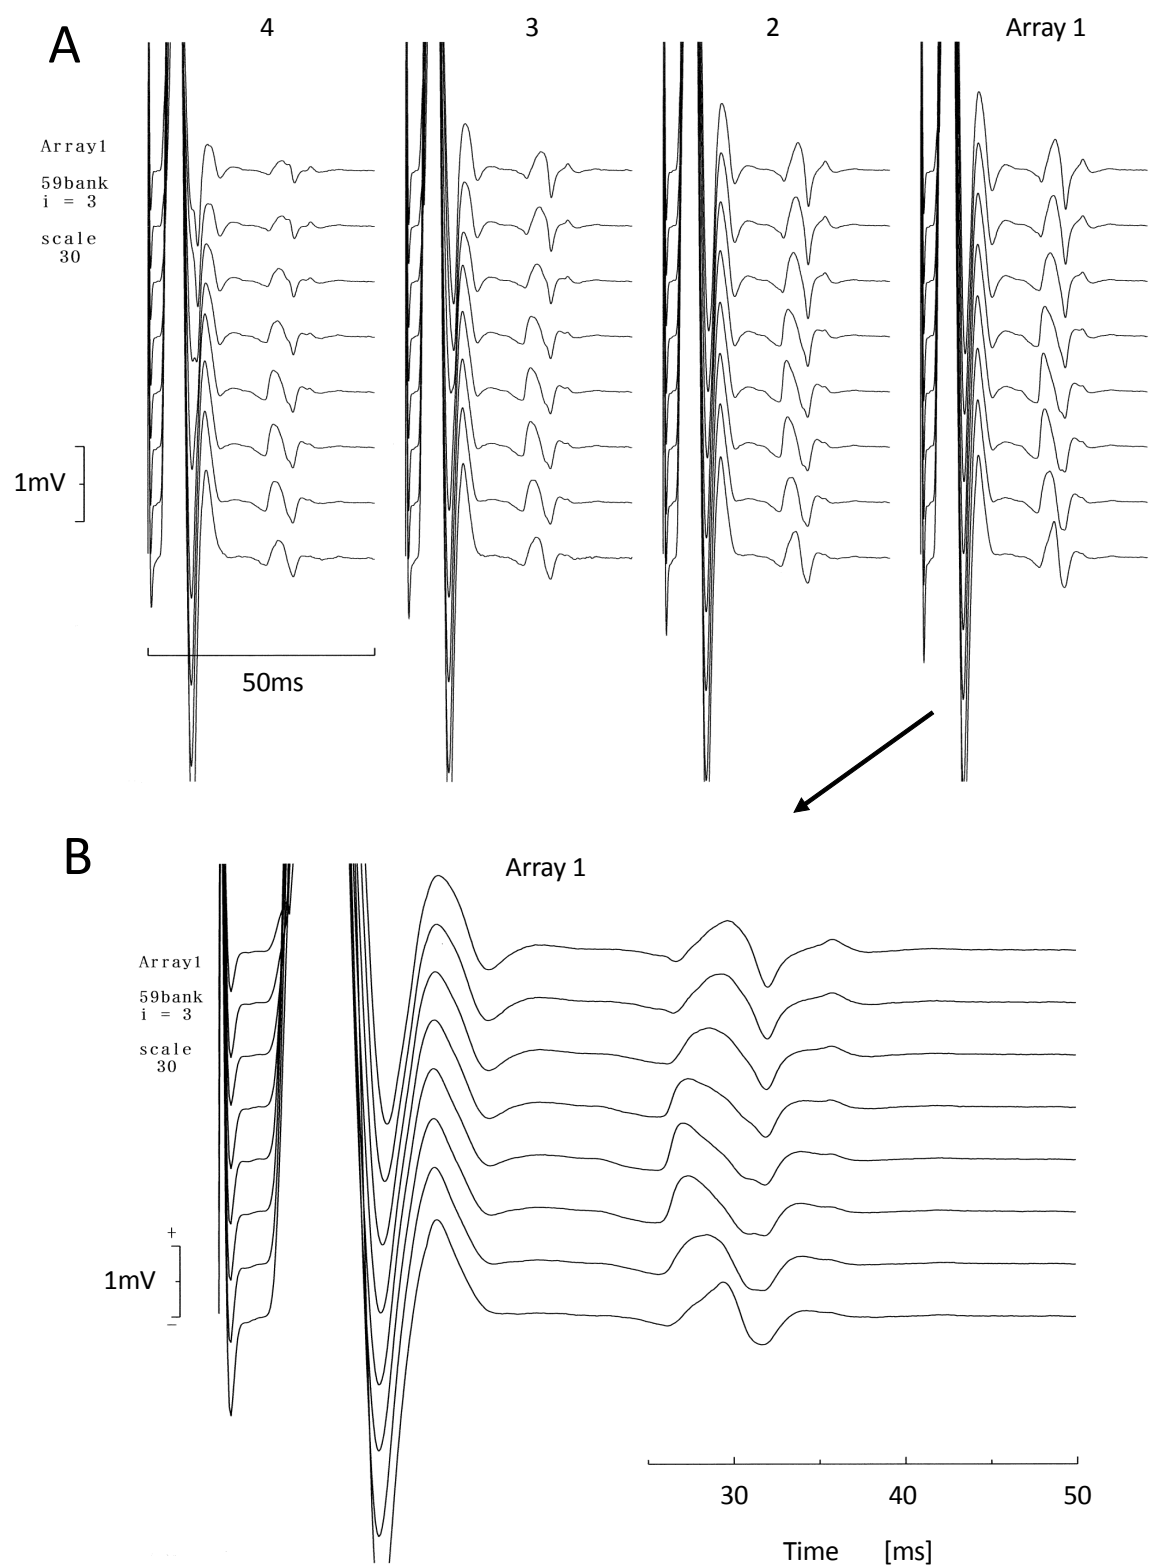 A
4
3
2
Array 1
Array1
59bank
i = 3
scale
30
1mV
50ms
B
Array 1
Array1
59bank
i = 3
scale
30
+
1mV
−
30
40
50
Time [ms]